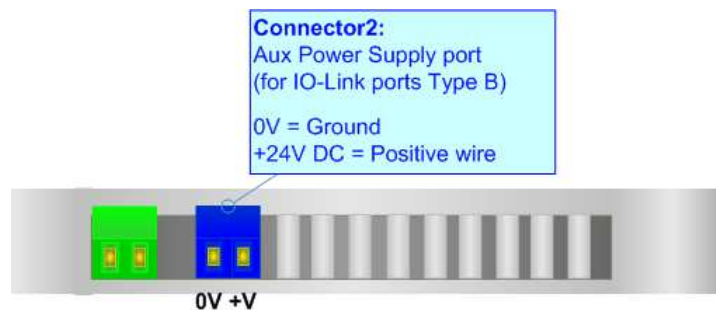 Connector2:
Aux Power Supply port
(for IO-Link ports Type B)
0V = Ground
+24V DC = Positive wire
0V +V